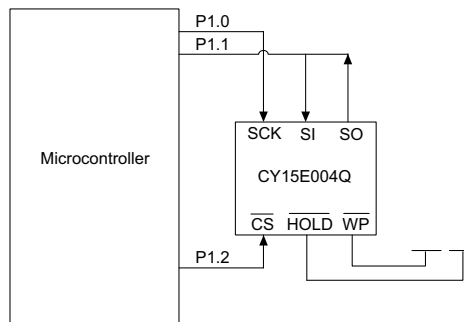 P1.0
P1.1
SCK SI SO
Microcontroller
CY15E004Q
CS HOLD WP
P1.2